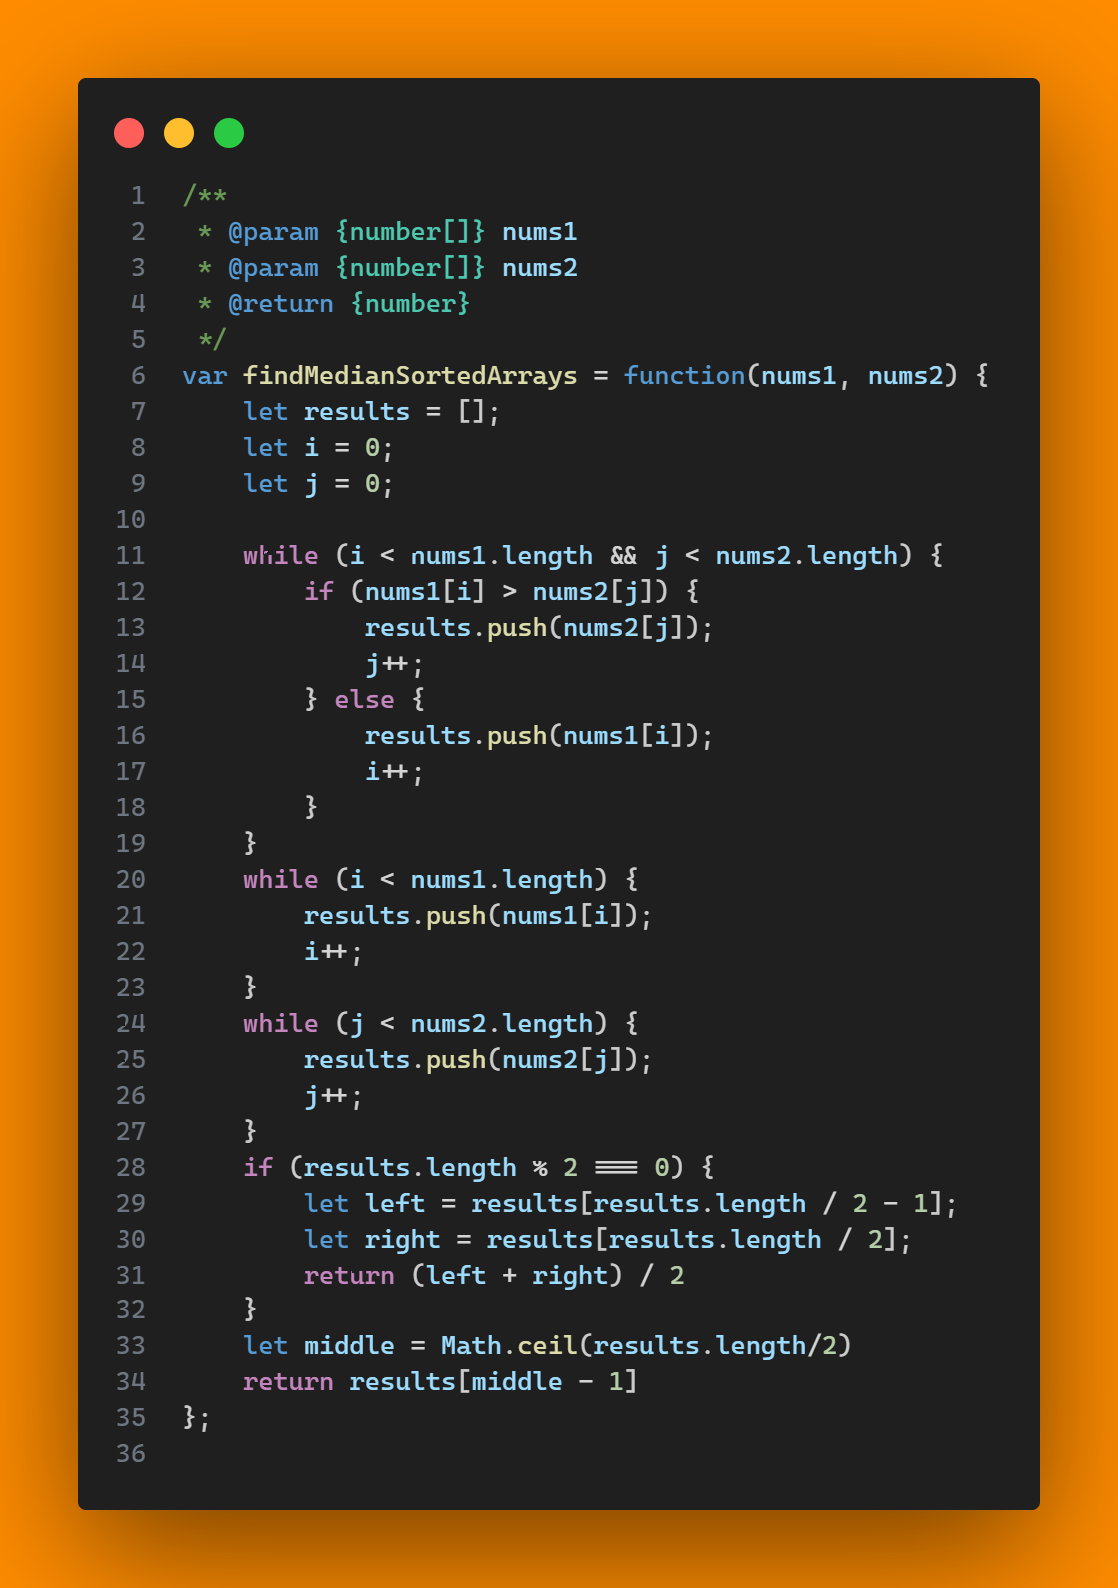 1 /**
2  * @param {number[]} nums1
3  * @param {number[]} nums2
4  * @return {number}
5  */
6 var findMedianSortedArrays = function(nums1, nums2) {
7     let results = [];
8     let i = 0;
9     let j = 0;
10
11     while (i < nums1.length && j < nums2.length) {
12         if (nums1[i] > nums2[j]) {
13             results.push(nums2[j]);
14             j++;
15         } else {
16             results.push(nums1[i]);
17             i++;
18         }
19     }
20     while (i < nums1.length) {
21         results.push(nums1[i]);
22         i++;
23     }
24     while (j < nums2.length) {
25         results.push(nums2[j]);
26         j++;
27     }
28     if (results.length % 2 === 0) {
29         let left = results[results.length / 2 - 1];
30         let right = results[results.length / 2];
31         return (left + right) / 2
32     }
33     let middle = Math.ceil(results.length/2)
34     return results[middle - 1]
35 };
36